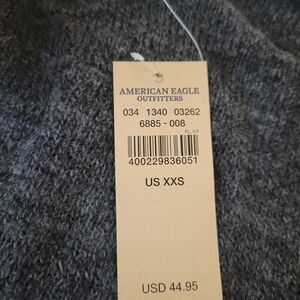 AMERICAN EAGLE
OUTFITTERS
034 1340 03262
6885 - 008
400229836051
US XXS
USD 44.95